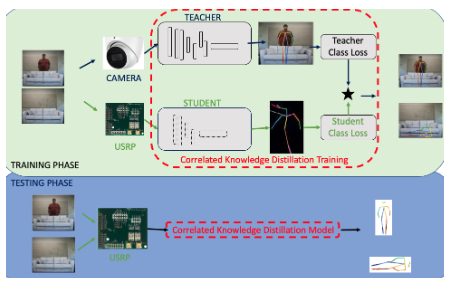 TEACHER
Teacher
Class Loss
CAMERA
STUDENT
Student
Class Loss
USRP
Correlated Knowledge Distillation Training
TRAINING PHASE
TESTING PHASE
Correlated Knowledge Distillation Model
USRP